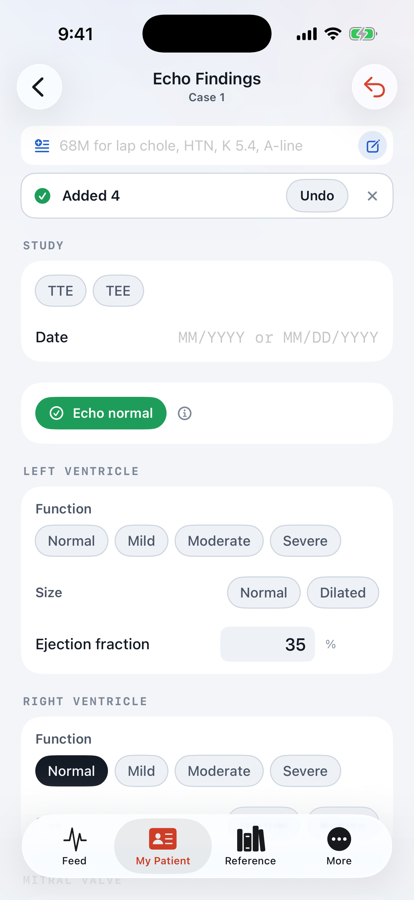 9:41
Echo Findings
Case 1
68M for lap chole, HTN, K 5.4, A-line
Added 4
Undo
STUDY
TTE TEE
Date MM/YYYY or MM/DD/YYYY
Echo normal
LEFT VENTRICLE
Function
Normal Mild Moderate Severe
Size Normal Dilated
Ejection fraction 35 %
RIGHT VENTRICLE
Function
Normal Mild Moderate Severe
Feed My Patient Reference More
MITRAL VALVE